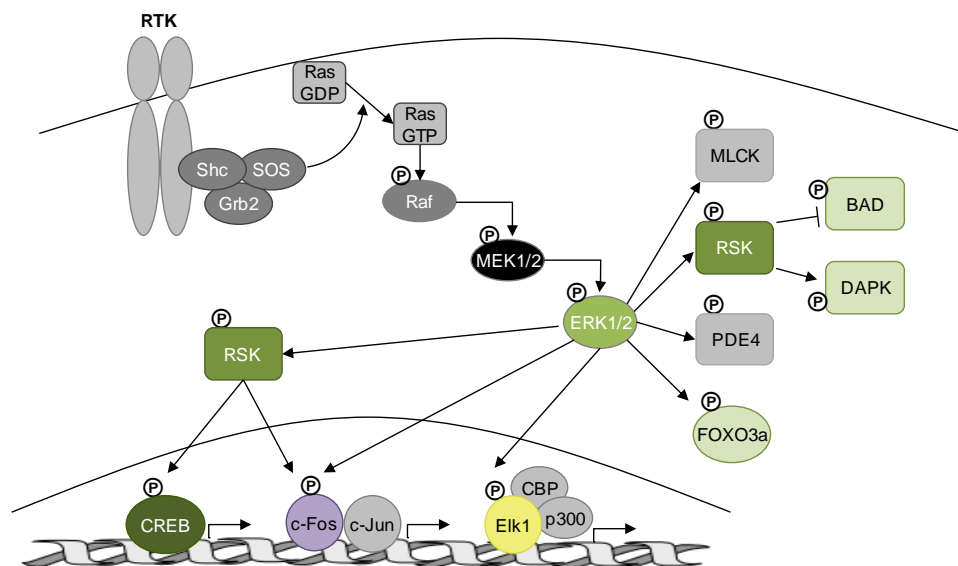 RTK
Ras
GDP
Ras
GTP
P
MLCK
Shc
SOS
Grb2
P
Raf
P
BAD
P
RSK
P
MEK1/2
P
DAPK
P
ERK1/2
P
PDE4
P
RSK
P
FOXO3a
P
CREB
P
c-Fos
c-Jun
P
Elk1
CBP
p300